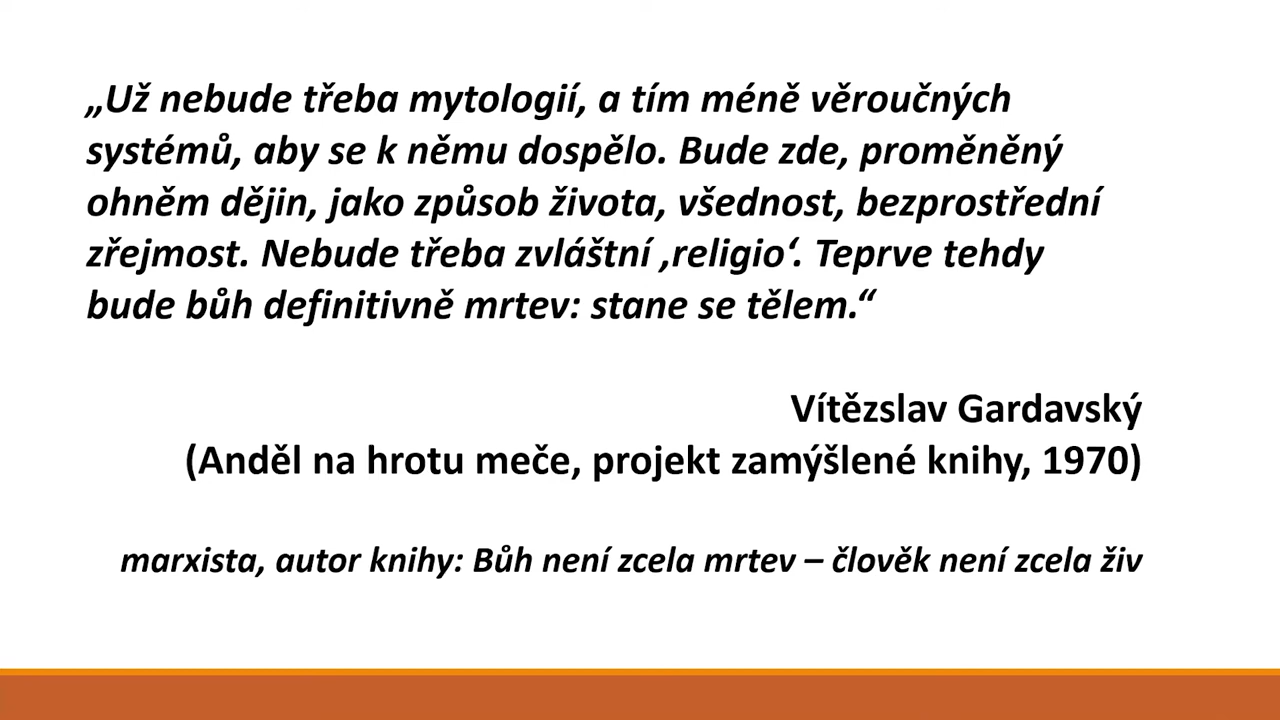 „Už nebude třeba mytologií, a tím méně věroučných
systémů, aby se k němu dospělo. Bude zde, proměněný
ohněm dějin, jako způsob života, všednost, bezprostřední
zřejmost. Nebude třeba zvláštní ‚religio‘. Teprve tehdy
bude bůh definitivně mrtev: stane se tělem.“
Vítězslav Gardavský
(Anděl na hrotu meče, projekt zamýšlené knihy, 1970)
marxista, autor knihy: Bůh není zcela mrtev – člověk není zcela živ